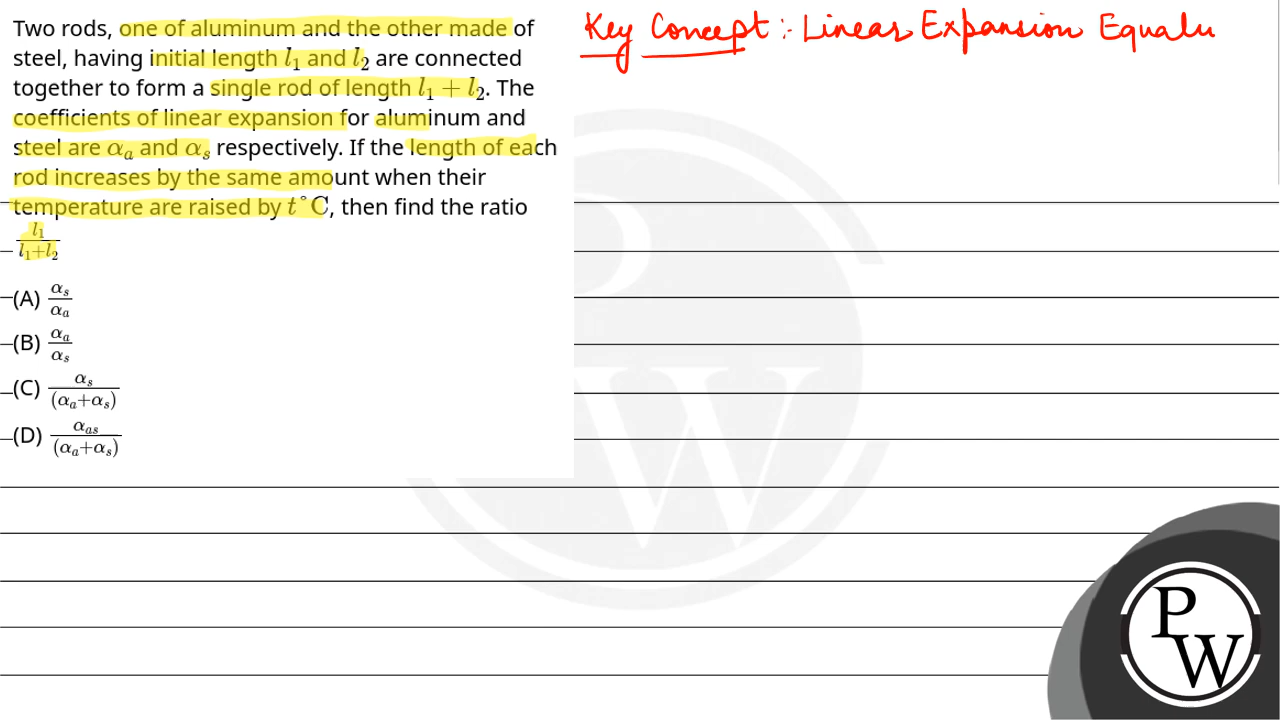 Two rods, one of aluminum and the other made of
steel, having initial length l₁ and l₂ are connected
together to form a single rod of length l₁ + l₂. The
coefficients of linear expansion for aluminum and
steel are αₐ and αₛ respectively. If the length of each
rod increases by the same amount when their
temperature are raised by t°C, then find the ratio
l₁/(l₁+l₂)
(A) αₛ/αₐ
(B) αₐ/αₛ
(C) αₛ/(αₐ+αₛ)
(D) αₐₛ/(αₐ+αₛ)
Key Concept :- Linear Expansion Equalu
PW
PW